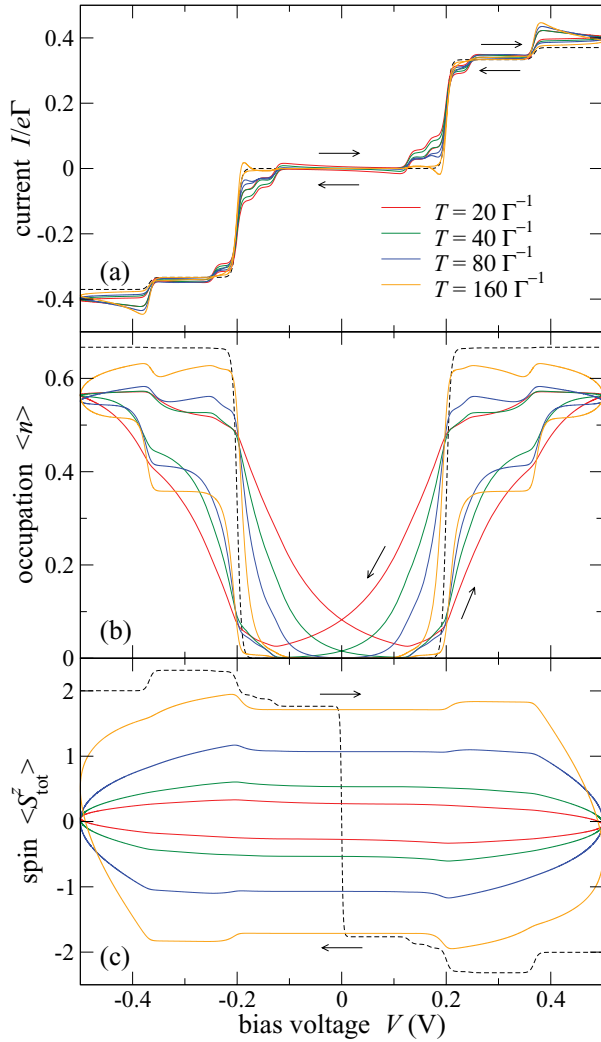 0.4
0.2
0
-0.2
-0.4
current I/eΓ
(a)
T = 20 Γ⁻¹
T = 40 Γ⁻¹
T = 80 Γ⁻¹
T = 160 Γ⁻¹
0.6
0.4
0.2
0
occupation <n>
(b)
2
1
0
-1
-2
spin <S^z_tot>
(c)
-0.4 -0.2 0 0.2 0.4
bias voltage V (V)